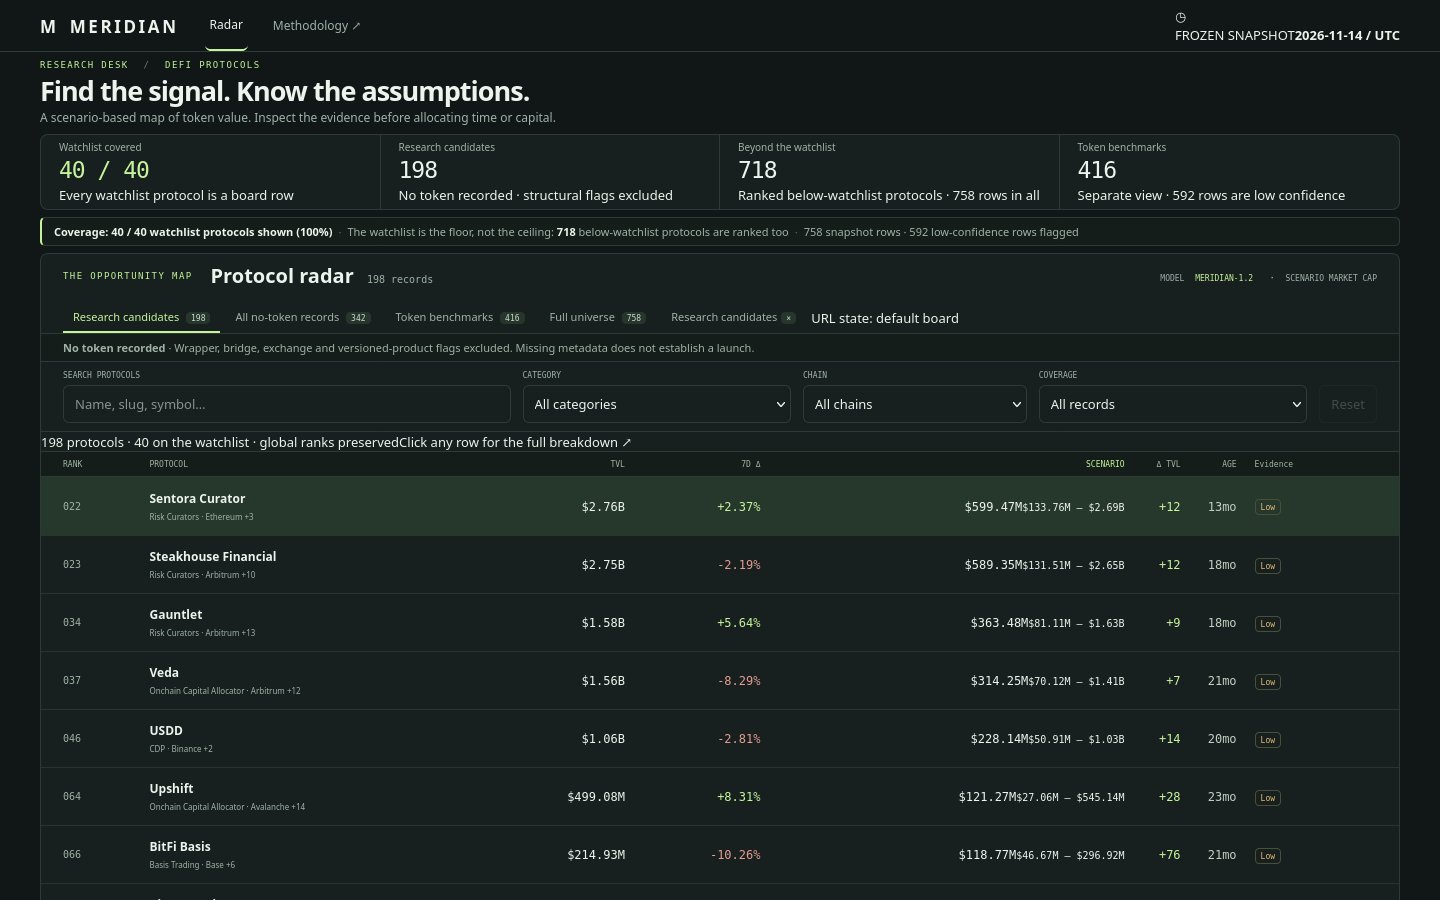 M MERIDIAN
Radar
Methodology ↗
◷
FROZEN SNAPSHOT2026-11-14 / UTC
RESEARCH DESK / DEFI PROTOCOLS
Find the signal. Know the assumptions.
A scenario-based map of token value. Inspect the evidence before allocating time or capital.
Watchlist covered
40 / 40
Every watchlist protocol is a board row
Research candidates
198
No token recorded · structural flags excluded
Beyond the watchlist
718
Ranked below-watchlist protocols · 758 rows in all
Token benchmarks
416
Separate view · 592 rows are low confidence
Coverage: 40 / 40 watchlist protocols shown (100%) · The watchlist is the floor, not the ceiling: 718 below-watchlist protocols are ranked too · 758 snapshot rows · 592 low-confidence rows flagged
THE OPPORTUNITY MAP Protocol radar 198 records
MODEL MERIDIAN-1.2 · SCENARIO MARKET CAP
Research candidates 198 All no-token records 342 Token benchmarks 416 Full universe 758 Research candidates × URL state: default board
No token recorded · Wrapper, bridge, exchange and versioned-product flags excluded. Missing metadata does not establish a launch.
SEARCH PROTOCOLS CATEGORY CHAIN COVERAGE
Name, slug, symbol... All categories All chains All records Reset
198 protocols · 40 on the watchlist · global ranks preservedClick any row for the full breakdown ↗
RANK PROTOCOL TVL 7D Δ SCENARIO Δ TVL AGE Evidence
022 Sentora Curator $2.76B +2.37% $599.47M$133.76M — $2.69B +12 13mo Low
Risk Curators · Ethereum +3
023 Steakhouse Financial $2.75B -2.19% $589.35M$131.51M — $2.65B +12 18mo Low
Risk Curators · Arbitrum +10
034 Gauntlet $1.58B +5.64% $363.48M$81.11M — $1.63B +9 18mo Low
Risk Curators · Arbitrum +13
037 Veda $1.56B -8.29% $314.25M$70.12M — $1.41B +7 21mo Low
Onchain Capital Allocator · Arbitrum +12
046 USDD $1.06B -2.81% $228.14M$50.91M — $1.03B +14 20mo Low
CDP · Binance +2
064 Upshift $499.08M +8.31% $121.27M$27.06M — $545.14M +28 23mo Low
Onchain Capital Allocator · Avalanche +14
066 BitFi Basis $214.93M -10.26% $118.77M$46.67M — $296.92M +76 21mo Low
Basis Trading · Base +6